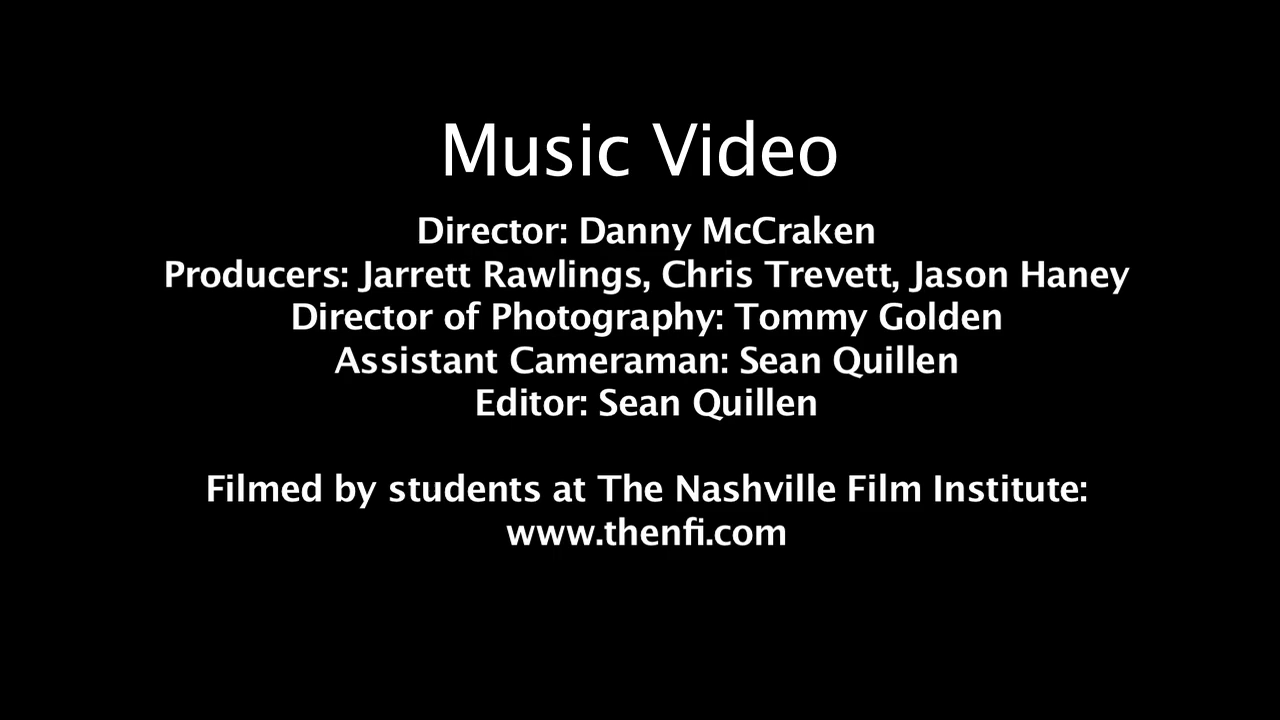 Music Video
Director: Danny McCraken
Producers: Jarrett Rawlings, Chris Trevett, Jason Haney
Director of Photography: Tommy Golden
Assistant Cameraman: Sean Quillen
Editor: Sean Quillen
Filmed by students at The Nashville Film Institute:
www.thenfi.com